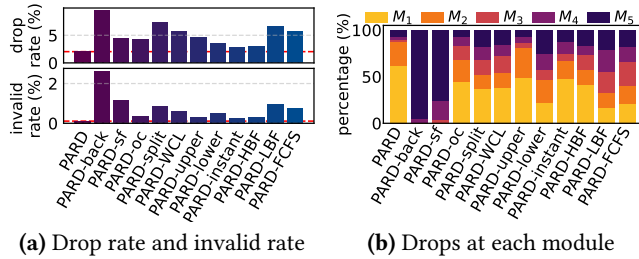 drop
rate (%)
5
0
invalid
rate (%)
2
0
PARD
PARD-back
PARD-sf
PARD-oc
PARD-split
PARD-WCL
PARD-upper
PARD-lower
PARD-instant
PARD-HBF
PARD-LBF
PARD-FCFS
(a) Drop rate and invalid rate
M1 M2 M3 M4 M5
percentage (%)
100
50
0
PARD
PARD-back
PARD-sf
PARD-oc
PARD-split
PARD-WCL
PARD-upper
PARD-lower
PARD-instant
PARD-HBF
PARD-LBF
PARD-FCFS
(b) Drops at each module